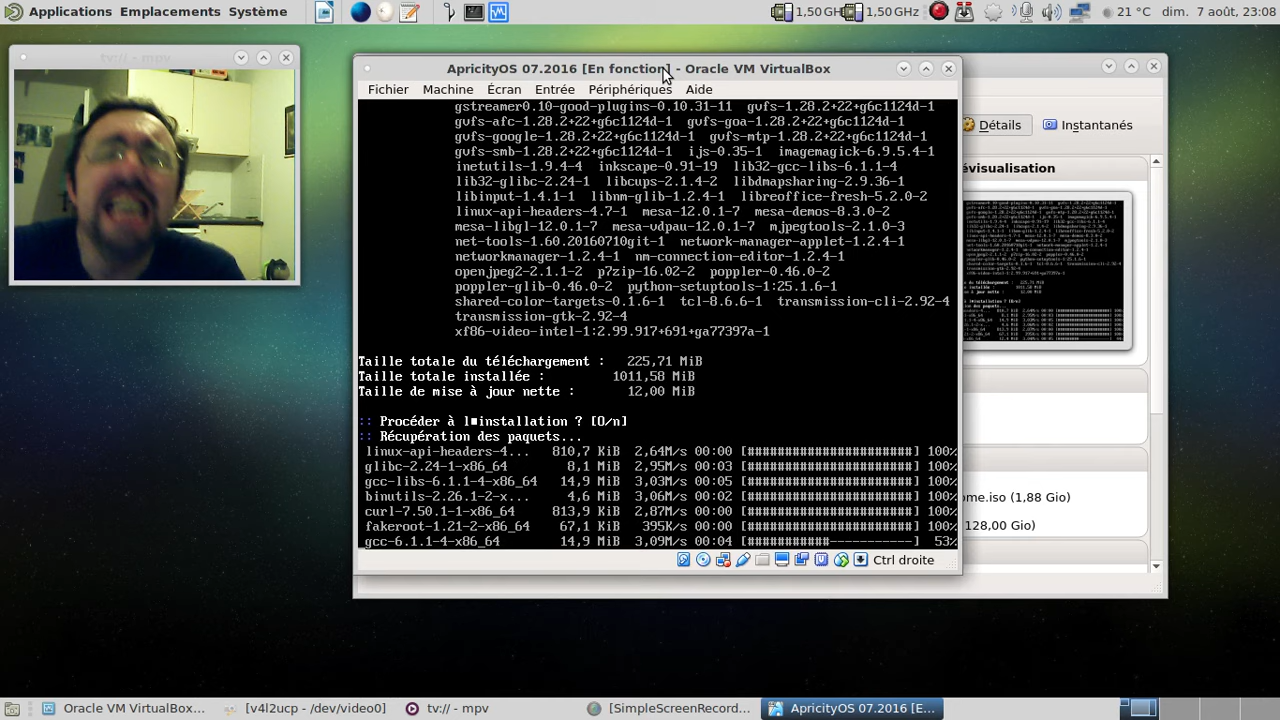 Applications Emplacements Système
1,50 GH 1,50 GHz
21 °C dim. 7 août, 23:08
tv:// - mpv
ApricityOS 07.2016 [En fonction] - Oracle VM VirtualBox
Fichier Machine Écran Entrée Périphériques Aide
gstreamer0.10-good-plugins-0.10.31-11 gvfs-1.28.2+22+g6c1124d-1
gvfs-afc-1.28.2+22+g6c1124d-1 gvfs-goa-1.28.2+22+g6c1124d-1
gvfs-google-1.28.2+22+g6c1124d-1 gvfs-mtp-1.28.2+22+g6c1124d-1
gvfs-smb-1.28.2+22+g6c1124d-1 ijs-0.35-1 imagemagick-6.9.5.4-1
inetutils-1.9.4-4 inkscape-0.91-19 lib32-gcc-libs-6.1.1-4
lib32-glibc-2.24-1 libcups-2.1.4-2 libdmapsharing-2.9.36-1
libinput-1.4.1-1 libnm-glib-1.2.4-1 libreoffice-fresh-5.2.0-2
linux-api-headers-4.7-1 mesa-12.0.1-7 mesa-demos-8.3.0-2
mesa-libgl-12.0.1-7 mesa-vdpau-12.0.1-7 mjpegtools-2.1.0-3
net-tools-1.60.20160710git-1 network-manager-applet-1.2.4-1
networkmanager-1.2.4-1 nm-connection-editor-1.2.4-1
openjpeg2-2.1.1-2 p7zip-16.02-2 poppler-0.46.0-2
poppler-glib-0.46.0-2 python-setuptools-1:25.1.6-1
shared-color-targets-0.1.6-1 tcl-8.6.6-1 transmission-cli-2.92-4
transmission-gtk-2.92-4
xf86-video-intel-1:2.99.917+691+ga77397a-1
Taille totale du téléchargement : 225,71 MiB
Taille totale installée : 1011,58 MiB
Taille de mise à jour nette : 12,00 MiB
:: Procéder à l■installation ? [O/n]
:: Récupération des paquets...
linux-api-headers-4... 810,7 KiB 2,64M/s 00:00 [######################] 100%
glibc-2.24-1-x86_64 8,1 MiB 2,95M/s 00:03 [######################] 100%
gcc-libs-6.1.1-4-x86_64 14,9 MiB 3,03M/s 00:05 [######################] 100%
binutils-2.26.1-2-x... 4,6 MiB 3,06M/s 00:02 [######################] 100%
curl-7.50.1-1-x86_64 813,9 KiB 2,87M/s 00:00 [######################] 100%
fakeroot-1.21-2-x86_64 67,1 KiB 395K/s 00:00 [######################] 100%
gcc-6.1.1-4-x86_64 14,9 MiB 3,09M/s 00:04 [###########-----------] 53%
Ctrl droite
Détails Instantanés
évisualisation
ome.iso (1,88 Gio)
128,00 Gio)
Oracle VM VirtualBox... [v4l2ucp - /dev/video0] tv:// - mpv [SimpleScreenRecord... ApricityOS 07.2016 [E...